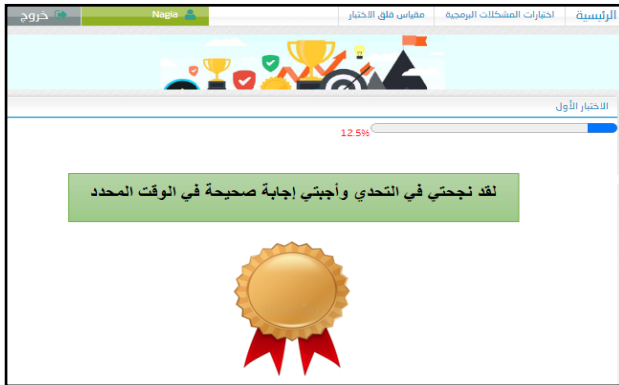 الرئيسية اختبارات المشكلات البرمجية مقياس قلق الاختبار Nagia خروج
الاختبار الأول
12.5%
لقد نجحتي في التحدي وأجبتي إجابة صحيحة في الوقت المحدد